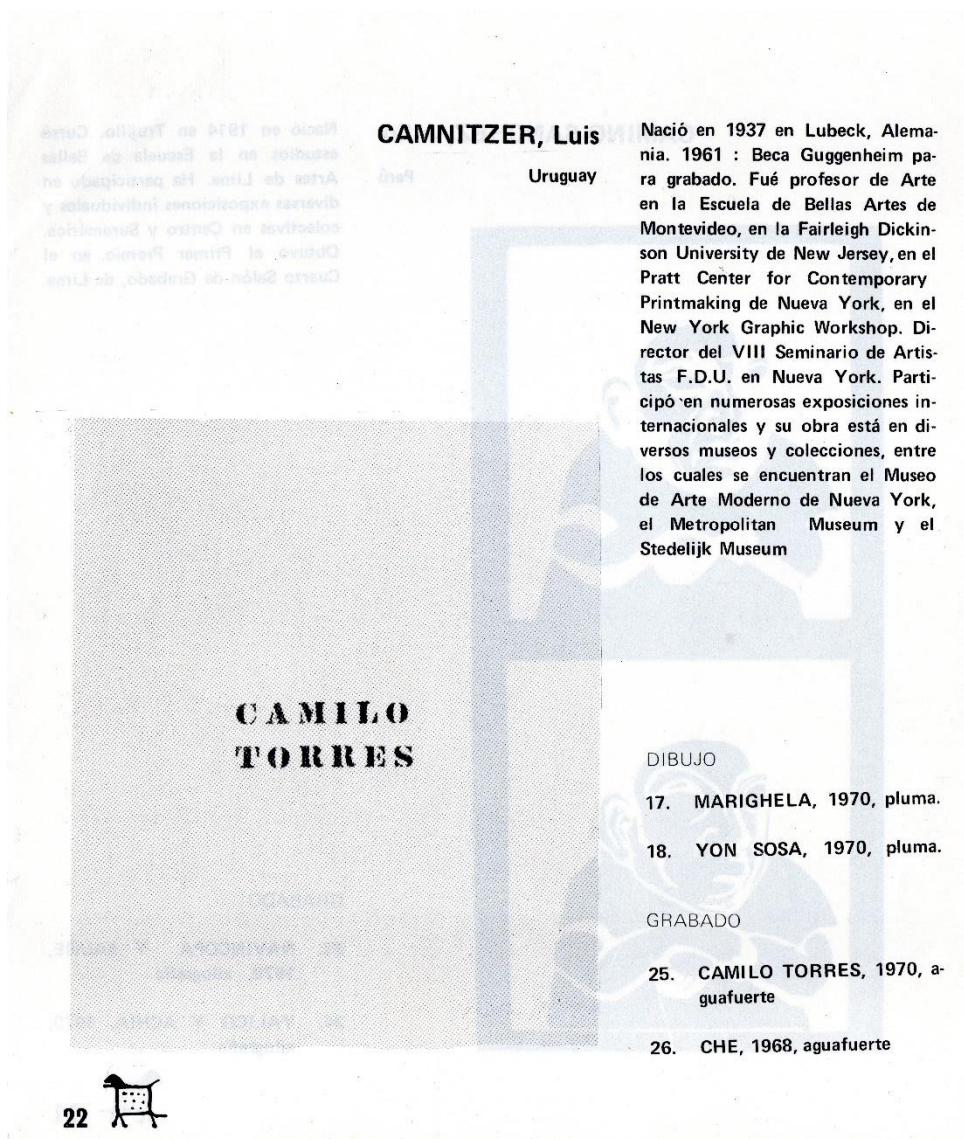 CAMNITZER, Luis
Uruguay
Nació en 1937 en Lubeck, Alema-
nia. 1961 : Beca Guggenheim pa-
ra grabado. Fué profesor de Arte
en la Escuela de Bellas Artes de
Montevideo, en la Fairleigh Dickin-
son University de New Jersey, en el
Pratt Center for Contemporary
Printmaking de Nueva York, en el
New York Graphic Workshop. Di-
rector del VIII Seminario de Artis-
tas F.D.U. en Nueva York. Parti-
cipó en numerosas exposiciones in-
ternacionales y su obra está en di-
versos museos y colecciones, entre
los cuales se encuentran el Museo
de Arte Moderno de Nueva York,
el Metropolitan Museum y el
Stedelijk Museum
CAMILO
TORRES
DIBUJO
17. MARIGHELA, 1970, pluma.
18. YON SOSA, 1970, pluma.
GRABADO
25. CAMILO TORRES, 1970, a-
guafuerte
26. CHE, 1968, aguafuerte
22